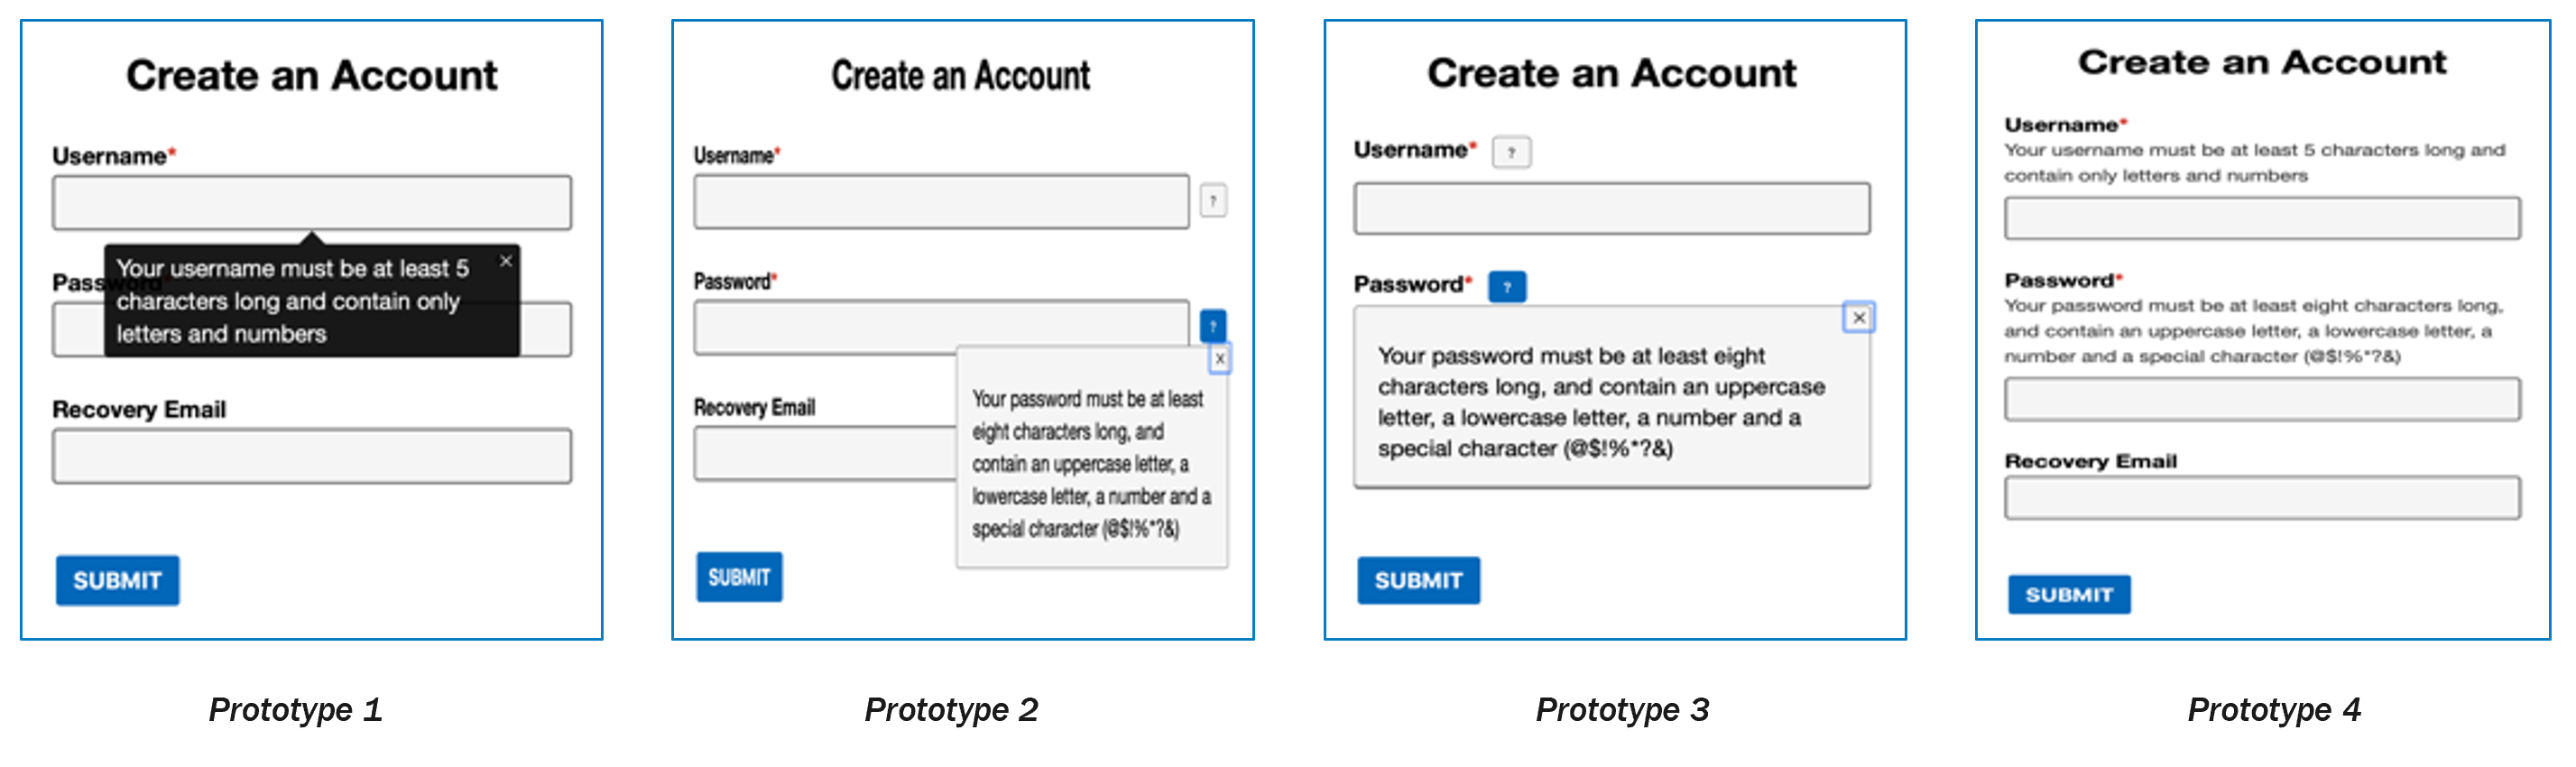 Create an Account
Username*
Your username must be at least 5
characters long and contain only
letters and numbers
×
Password*
Recovery Email
SUBMIT
Prototype 1
Create an Account
Username*
?
Password*
?
X
Your password must be at least
eight characters long, and
contain an uppercase letter, a
lowercase letter, a number and a
special character (@$!%*?&)
Recovery Email
SUBMIT
Prototype 2
Create an Account
Username* ?
Password* ?
×
Your password must be at least eight
characters long, and contain an uppercase
letter, a lowercase letter, a number and a
special character (@$!%*?&)
SUBMIT
Prototype 3
Create an Account
Username*
Your username must be at least 5 characters long and
contain only letters and numbers
Password*
Your password must be at least eight characters long,
and contain an uppercase letter, a lowercase letter, a
number and a special character (@$!%*?&)
Recovery Email
SUBMIT
Prototype 4